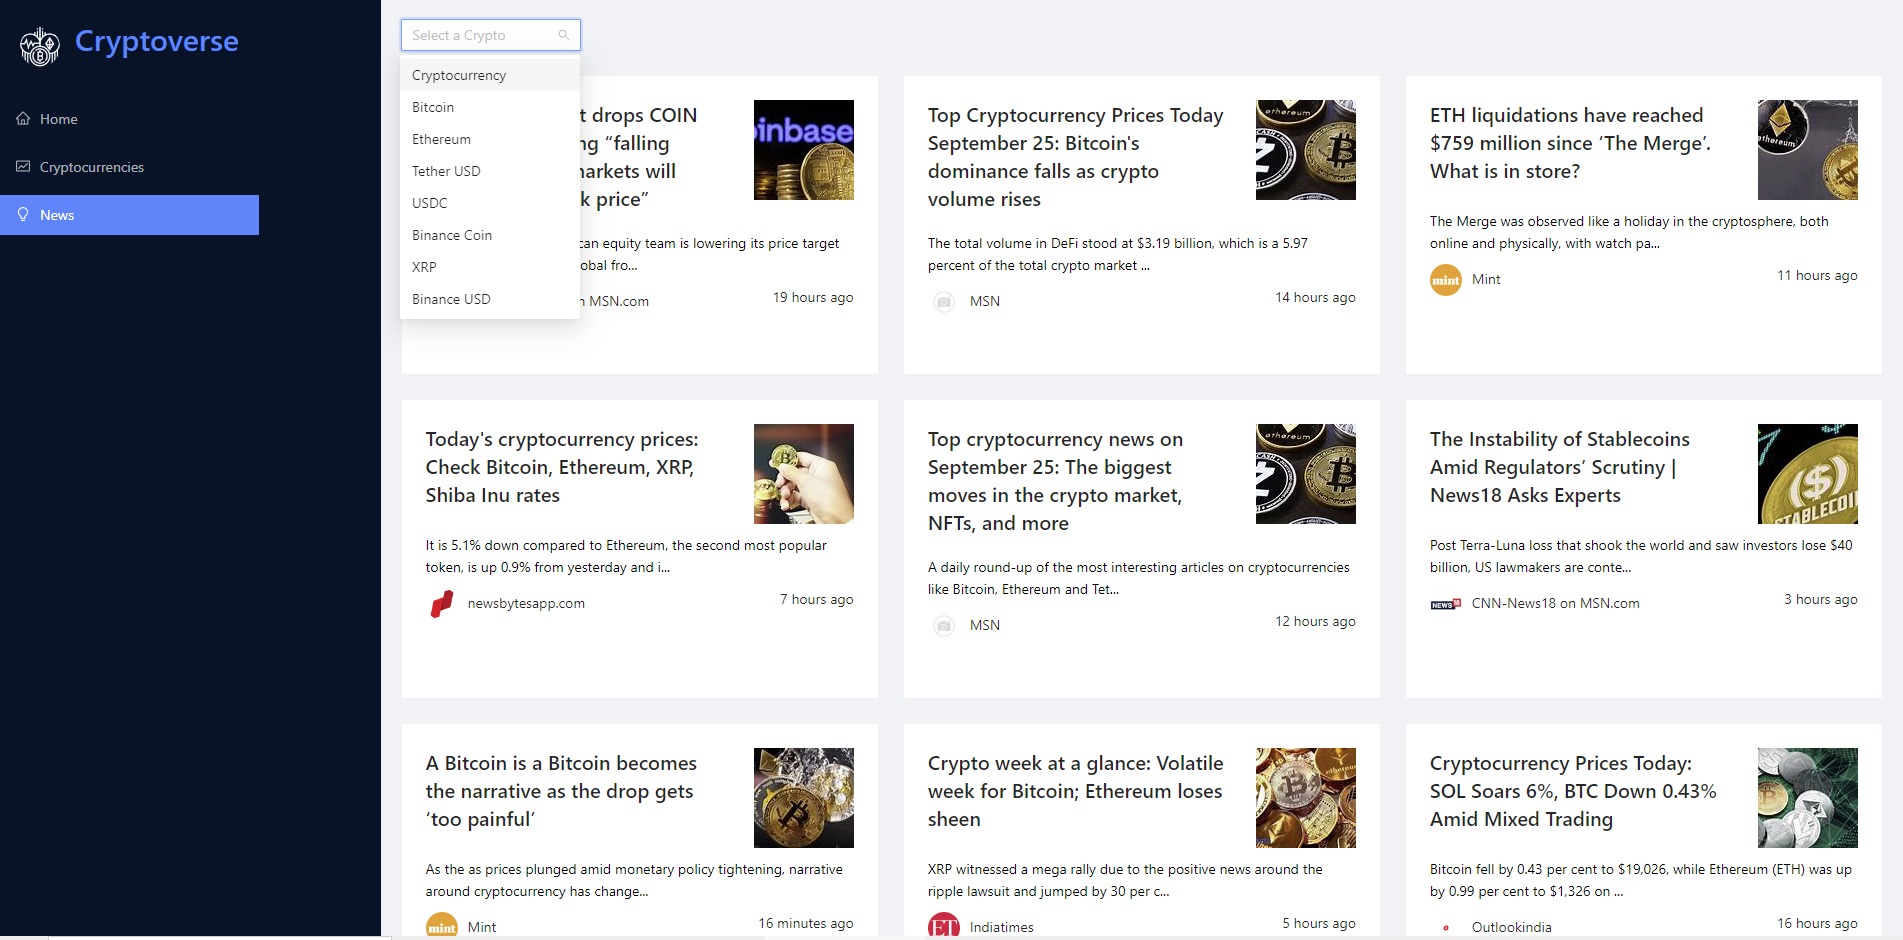 Cryptoverse
Home
Cryptocurrencies
News
Select a Crypto
Cryptocurrency
Bitcoin
Ethereum
Tether USD
USDC
Binance Coin
XRP
Binance USD
t drops COIN
ng “falling
narkets will
k price”
can equity team is lowering its price target
obal fro...
n MSN.com
19 hours ago
inbase
Top Cryptocurrency Prices Today
September 25: Bitcoin's
dominance falls as crypto
volume rises
The total volume in DeFi stood at $3.19 billion, which is a 5.97
percent of the total crypto market ...
MSN
14 hours ago
ETH liquidations have reached
$759 million since ‘The Merge’.
What is in store?
The Merge was observed like a holiday in the cryptosphere, both
online and physically, with watch pa...
mint
Mint
11 hours ago
Today's cryptocurrency prices:
Check Bitcoin, Ethereum, XRP,
Shiba Inu rates
It is 5.1% down compared to Ethereum, the second most popular
token, is up 0.9% from yesterday and i...
newsbytesapp.com
7 hours ago
Top cryptocurrency news on
September 25: The biggest
moves in the crypto market,
NFTs, and more
A daily round-up of the most interesting articles on cryptocurrencies
like Bitcoin, Ethereum and Tet...
MSN
12 hours ago
The Instability of Stablecoins
Amid Regulators’ Scrutiny |
News18 Asks Experts
STABLECOIN
Post Terra-Luna loss that shook the world and saw investors lose $40
billion, US lawmakers are conte...
NEWS18
CNN-News18 on MSN.com
3 hours ago
A Bitcoin is a Bitcoin becomes
the narrative as the drop gets
‘too painful’
As the as prices plunged amid monetary policy tightening, narrative
around cryptocurrency has change...
mint
Mint
16 minutes ago
Crypto week at a glance: Volatile
week for Bitcoin; Ethereum loses
sheen
XRP witnessed a mega rally due to the positive news around the
ripple lawsuit and jumped by 30 per c...
ET
Indiatimes
5 hours ago
Cryptocurrency Prices Today:
SOL Soars 6%, BTC Down 0.43%
Amid Mixed Trading
Bitcoin fell by 0.43 per cent to $19,026, while Ethereum (ETH) was up
by 0.99 per cent to $1,326 on ...
Outlookindia
16 hours ago